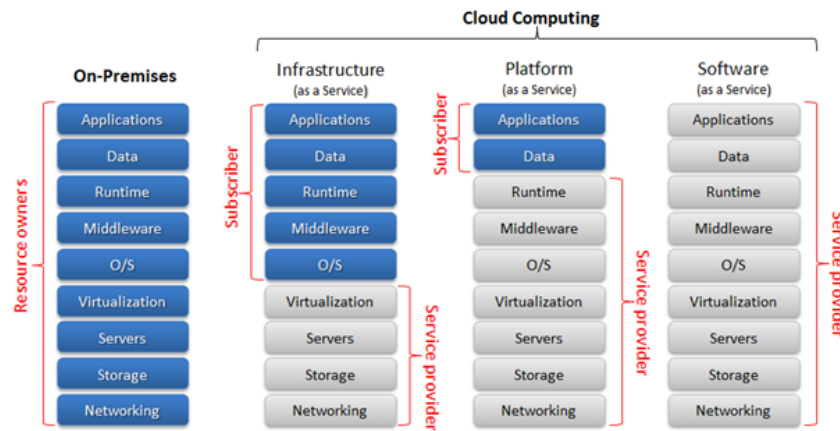 Cloud Computing
On-Premises
Infrastructure
(as a Service)
Platform
(as a Service)
Software
(as a Service)
Resource owners
Applications
Data
Runtime
Middleware
O/S
Virtualization
Servers
Storage
Networking
Subscriber
Applications
Data
Runtime
Middleware
O/S
Virtualization
Servers
Storage
Networking
Service provider
Subscriber
Applications
Data
Runtime
Middleware
O/S
Virtualization
Servers
Storage
Networking
Service provider
Applications
Data
Runtime
Middleware
O/S
Virtualization
Servers
Storage
Networking
Service provider